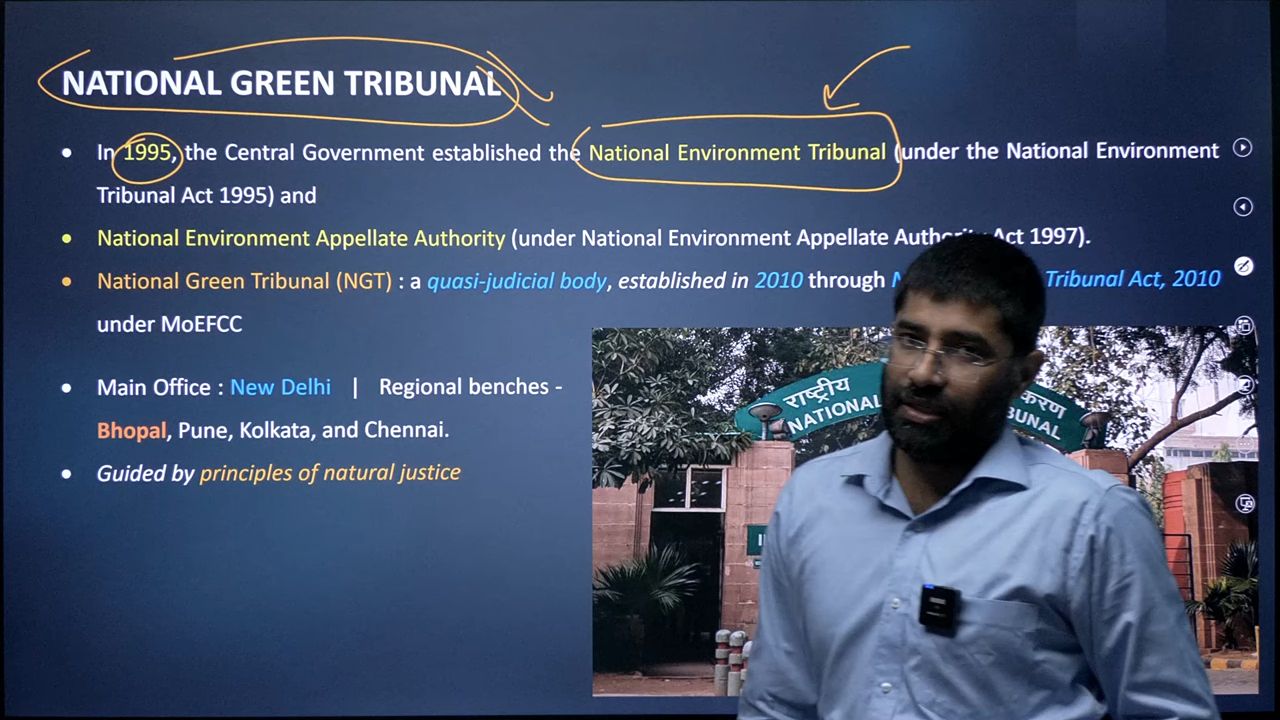 NATIONAL GREEN TRIBUNAL
• In 1995, the Central Government established the National Environment Tribunal (under the National Environment
Tribunal Act 1995) and
• National Environment Appellate Authority (under National Environment Appellate Authority Act 1997).
• National Green Tribunal (NGT) : a quasi-judicial body, established in 2010 through Tribunal Act, 2010
under MoEFCC
• Main Office : New Delhi | Regional benches -
Bhopal, Pune, Kolkata, and Chennai.
• Guided by principles of natural justice
राष्ट्रीय
NATIONAL